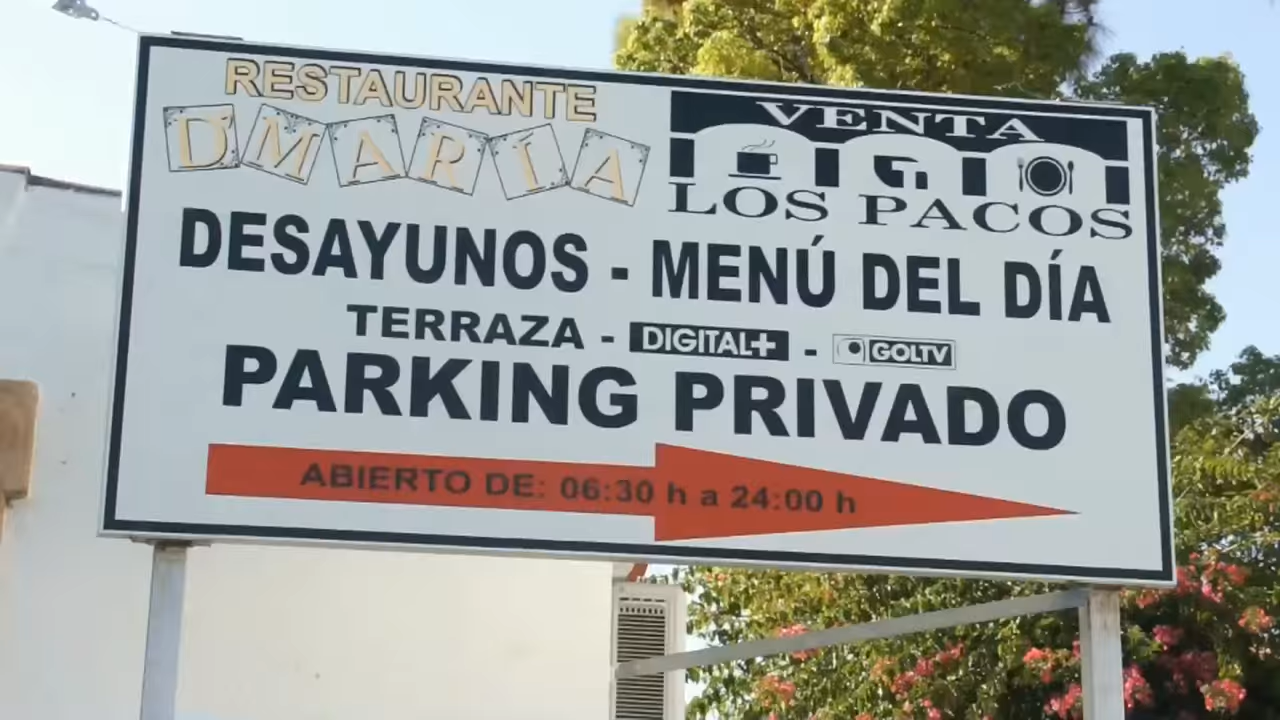 RESTAURANTE
D'MARÍA
VENTA
LOS PACOS
DESAYUNOS - MENÚ DEL DÍA
TERRAZA - DIGITAL+ - GOLTV
PARKING PRIVADO
ABIERTO DE: 06:30 h a 24:00 h